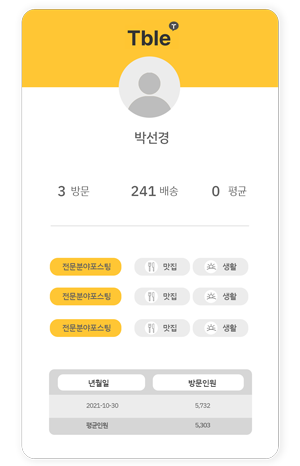 Tble T
박선경
3 방문 241 배송 0 평균
전문분야포스팅 맛집 생활
전문분야포스팅 맛집 생활
전문분야포스팅 맛집 생활
년월일 방문인원
2021-10-30 5,732
평균인원 5,303